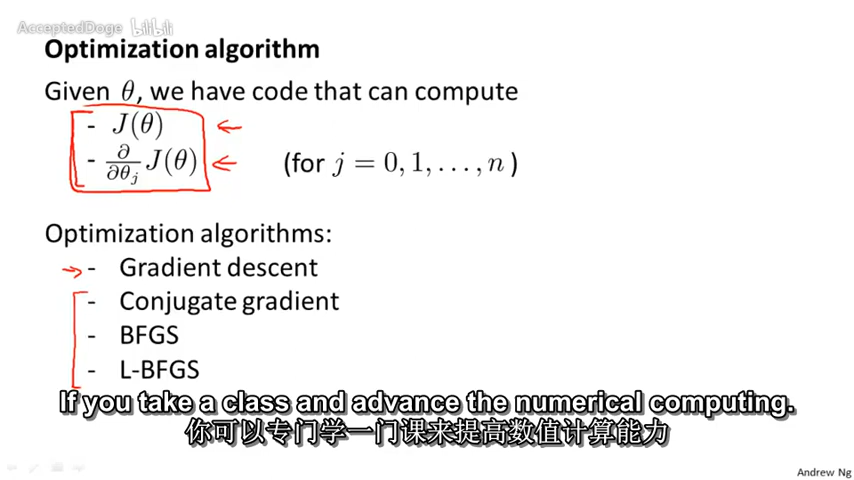 AcceptedDoge bilibili
Optimization algorithm
Given θ, we have code that can compute
- J(θ)
- ∂/∂θⱼ J(θ) (for j = 0, 1, . . . , n )
Optimization algorithms:
- Gradient descent
- Conjugate gradient
- BFGS
- L-BFGS
If you take a class and advance the numerical computing.
你可以专门学一门课来提高数值计算能力
Andrew Ng